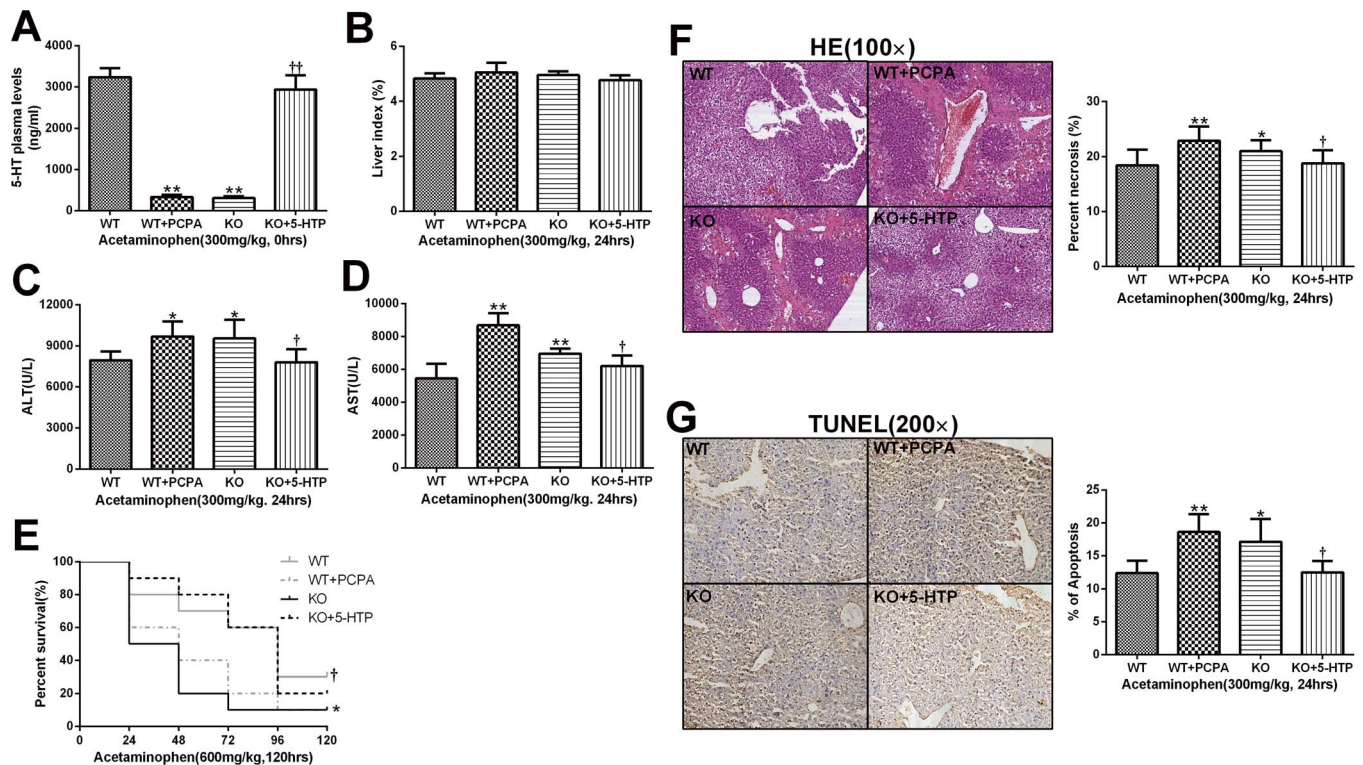 A
5-HT plasma levels
(ng/ml)
4000
3000
2000
1000
0
**
**
††
WT
WT+PCPA
KO
KO+5-HTP
Acetaminophen(300mg/kg, 0hrs)
B
Liver index (%)
8
6
4
2
0
WT
WT+PCPA
KO
KO+5-HTP
Acetaminophen(300mg/kg, 24hrs)
C
ALT(U/L)
12000
9000
6000
3000
0
*
*
†
WT
WT+PCPA
KO
KO+5-HTP
Acetaminophen(300mg/kg. 24hrs)
D
AST(U/L)
10000
8000
6000
4000
2000
0
**
**
†
WT
WT+PCPA
KO
KO+5-HTP
Acetaminophen(300mg/kg. 24hrs)
E
Percent survival(%)
100
80
60
40
20
0
WT
WT+PCPA
KO
KO+5-HTP
†
*
0
24
48
72
96
120
Acetaminophen(600mg/kg,120hrs)
F
HE(100×)
WT
WT+PCPA
KO
KO+5-HTP
Percent necrosis(%)
30
20
10
0
**
*
†
WT
WT+PCPA
KO
KO+5-HTP
Acetaminophen(300mg/kg, 24hrs)
G
TUNEL(200×)
WT
WT+PCPA
KO
KO+5-HTP
% of Apoptosis
25
20
15
10
5
0
**
*
†
WT
WT+PCPA
KO
KO+5-HTP
Acetaminophen(300mg/kg, 24hrs)